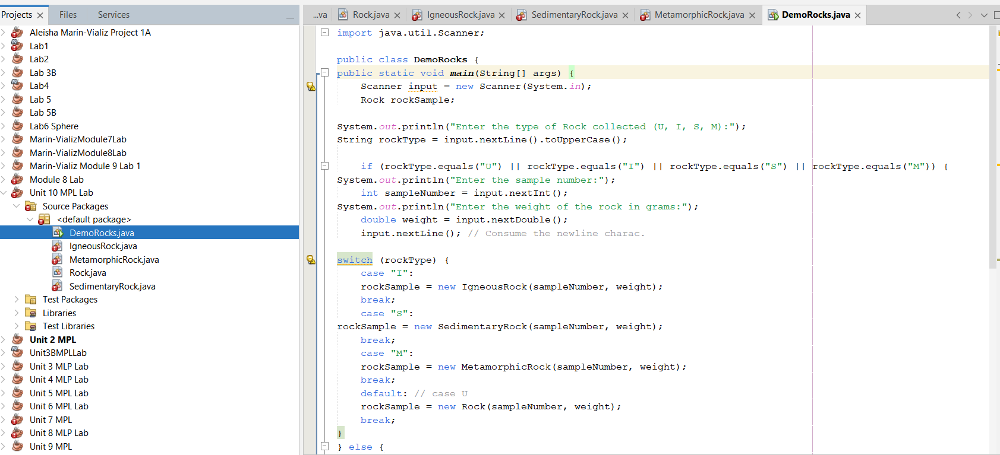 Projects
Files
Services
Aleisha Marin-Vializ Project 1A
Lab1
Lab2
Lab 3B
Lab4
Lab 5
Lab 5B
Lab6 Sphere
Marin-VializModule7Lab
Marin-VializModule8Lab
Marin-Vializ Module 9 Lab 1
Module 8 Lab
Unit 10 MPL Lab
Source Packages
<default package>
DemoRocks.java
IgneousRock.java
MetamorphicRock.java
Rock.java
SedimentaryRock.java
Test Packages
Libraries
Test Libraries
Unit 2 MPL
Unit3BMPLLab
Unit 3 MLP Lab
Unit 4 MLP Lab
Unit 5 MPL Lab
Unit 6 MPL Lab
Unit 7 MPL
Unit 8 MLP Lab
Unit 9 MPL
...va
Rock.java
IgneousRock.java
SedimentaryRock.java
MetamorphicRock.java
DemoRocks.java
import java.util.Scanner;
public class DemoRocks {
public static void main(String[] args) {
Scanner input = new Scanner(System.in);
Rock rockSample;
System.out.println("Enter the type of Rock collected (U, I, S, M):");
String rockType = input.nextLine().toUpperCase();
if (rockType.equals("U") || rockType.equals("I") || rockType.equals("S") || rockType.equals("M")) {
System.out.println("Enter the sample number:");
int sampleNumber = input.nextInt();
System.out.println("Enter the weight of the rock in grams:");
double weight = input.nextDouble();
input.nextLine(); // Consume the newline charac.
switch (rockType) {
case "I":
rockSample = new IgneousRock(sampleNumber, weight);
break;
case "S":
rockSample = new SedimentaryRock(sampleNumber, weight);
break;
case "M":
rockSample = new MetamorphicRock(sampleNumber, weight);
break;
default: // case U
rockSample = new Rock(sampleNumber, weight);
break;
}
} else {